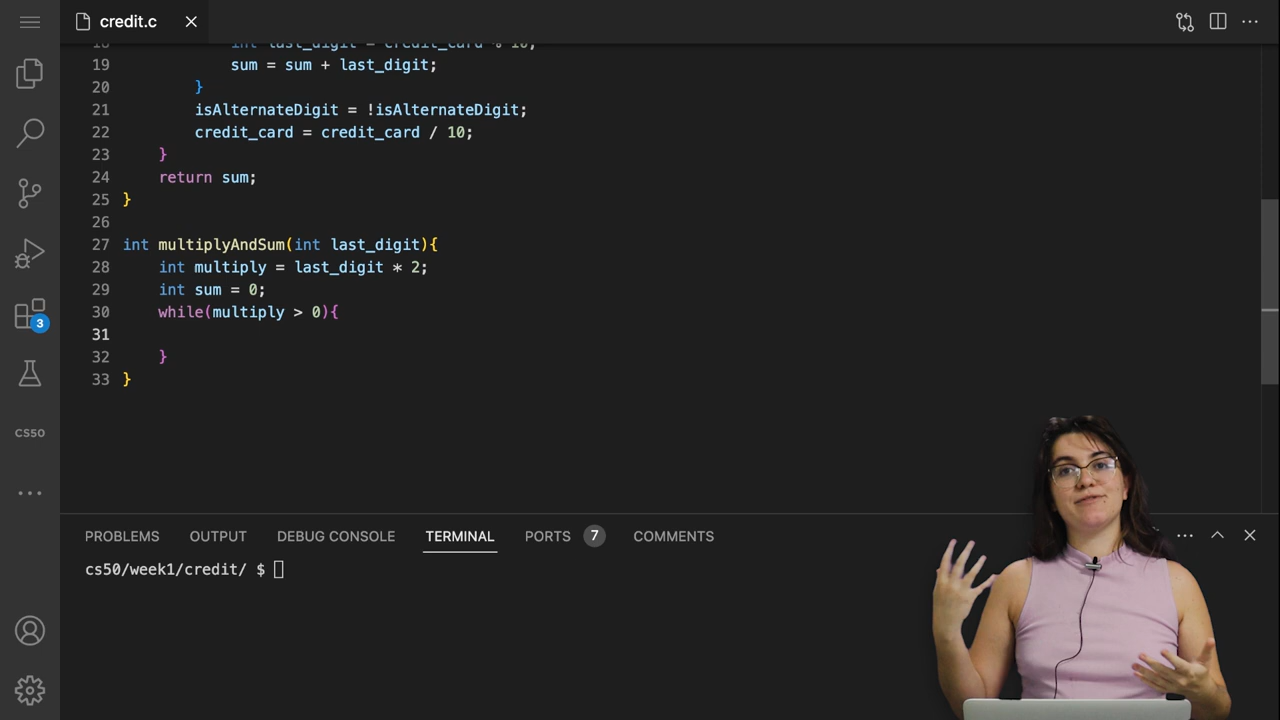 credit.c
18 int last_digit = credit_card % 10;
19 sum = sum + last_digit;
20 }
21 isAlternateDigit = !isAlternateDigit;
22 credit_card = credit_card / 10;
23 }
24 return sum;
25 }
26
27 int multiplyAndSum(int last_digit){
28 int multiply = last_digit * 2;
29 int sum = 0;
30 while(multiply > 0){
31
32 }
33 }
3
CS50
PROBLEMS OUTPUT DEBUG CONSOLE TERMINAL PORTS 7 COMMENTS
cs50/week1/credit/ $